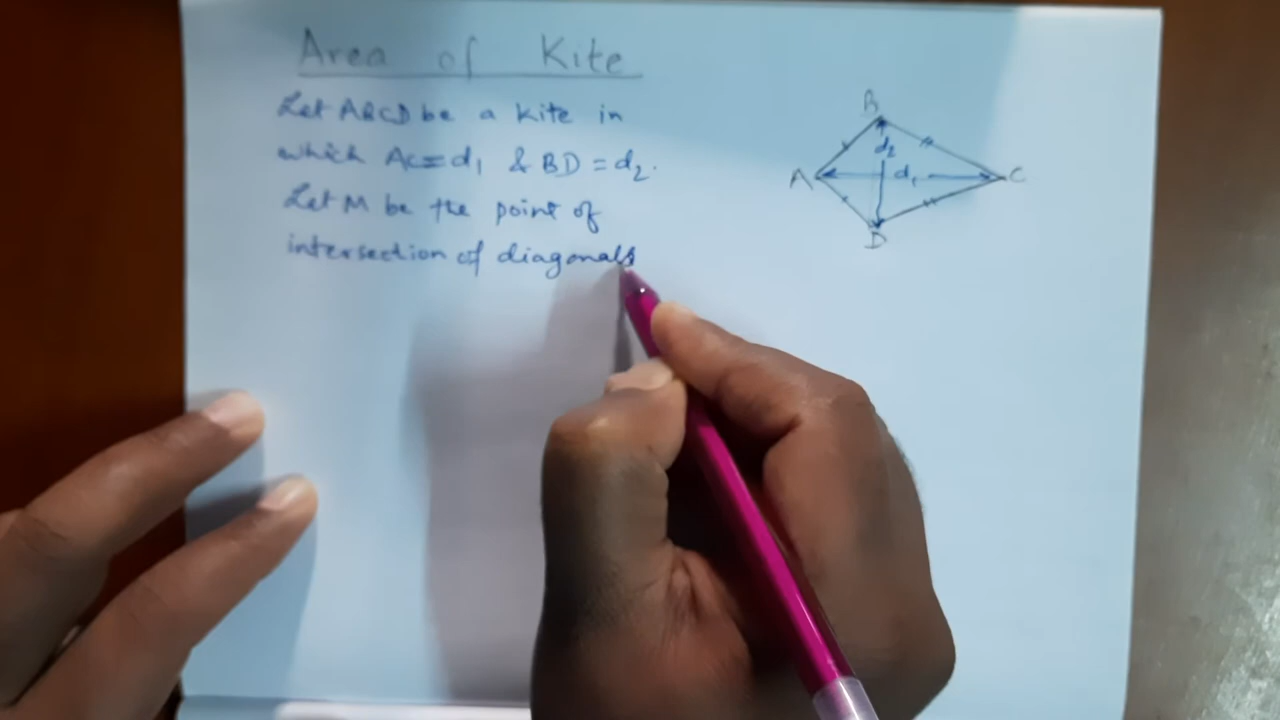 Area of Kite
Let ABCD be a kite in
which AC = d₁ & BD = d₂.
Let M be the point of
intersection of diagonals
B
d₂
A
d₁
C
D